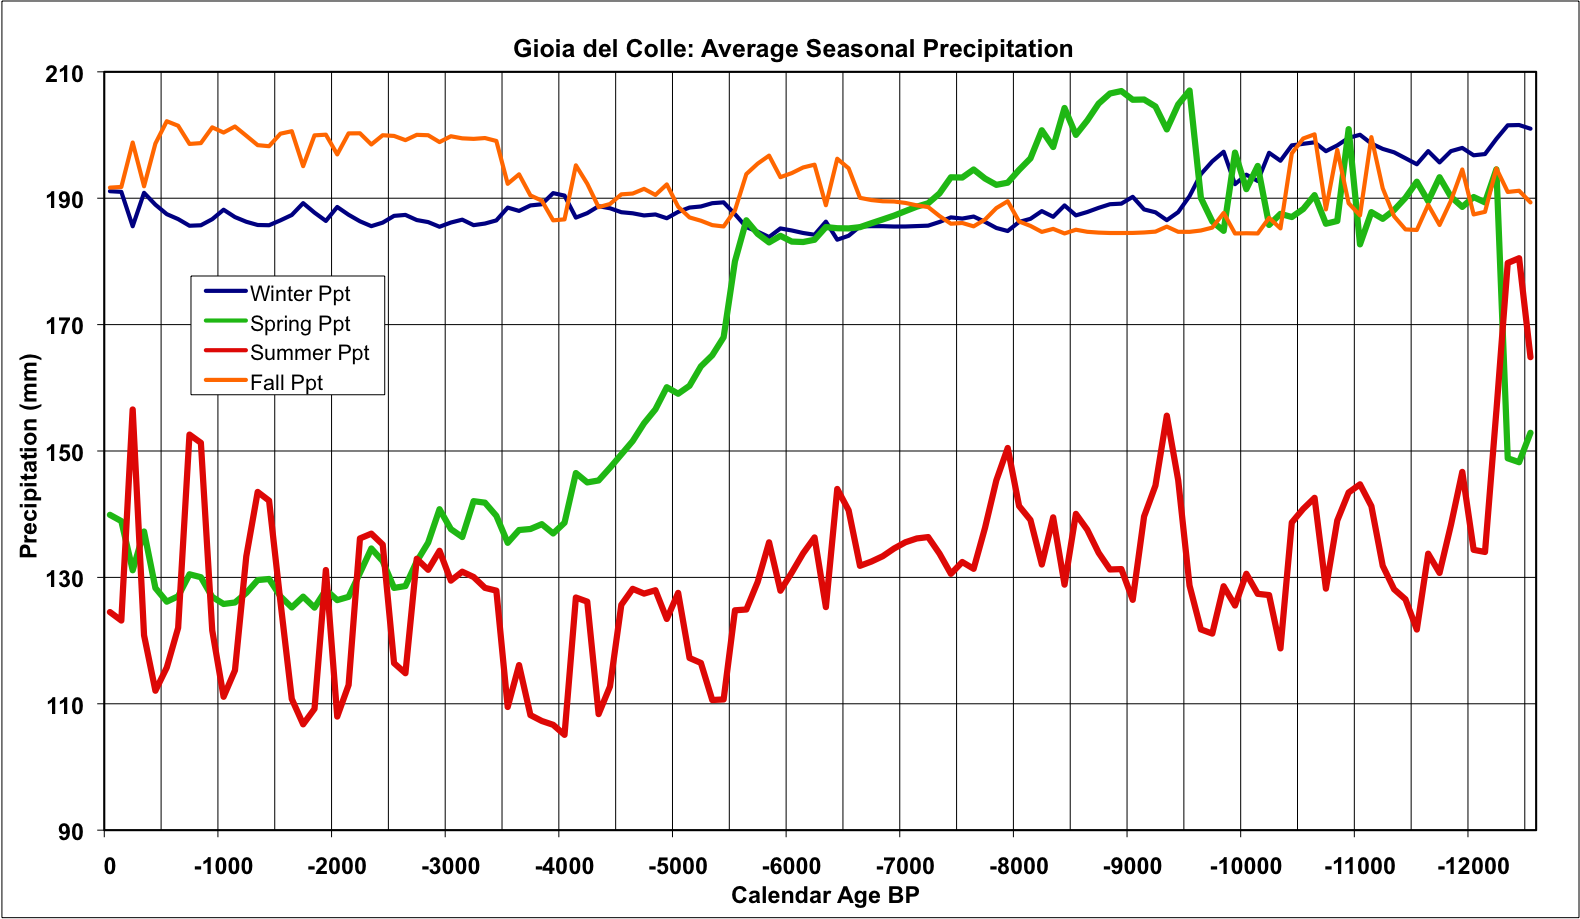 Gioia del Colle: Average Seasonal Precipitation
210
190
170
150
130
110
90
Precipitation (mm)
Winter Ppt
Spring Ppt
Summer Ppt
Fall Ppt
0 -1000 -2000 -3000 -4000 -5000 -6000 -7000 -8000 -9000 -10000 -11000 -12000
Calendar Age BP